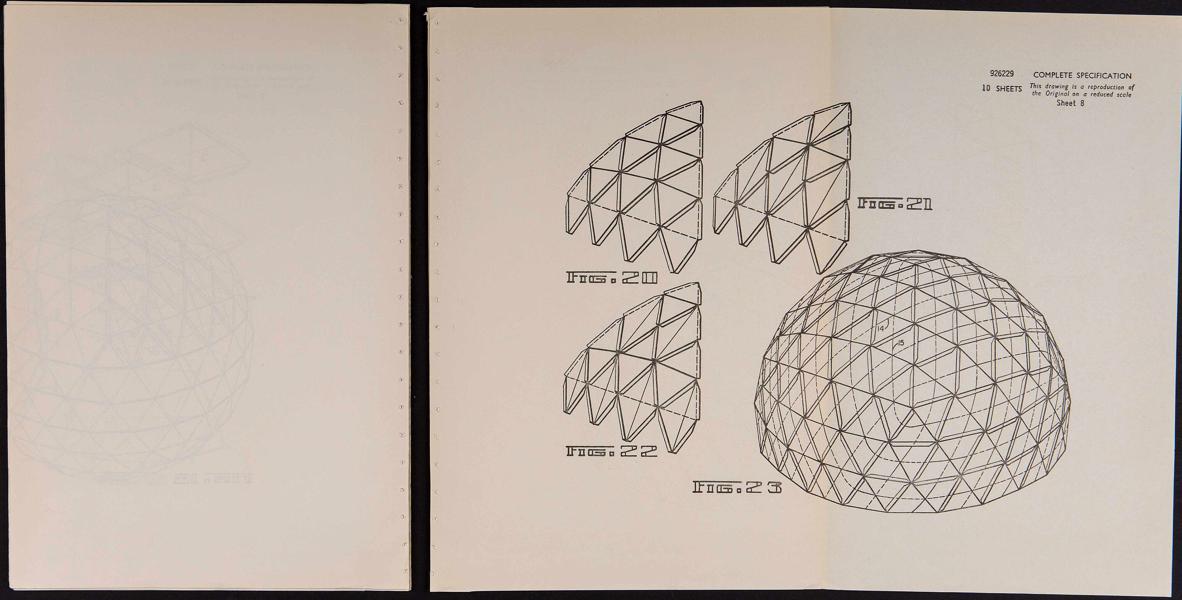 926229 COMPLETE SPECIFICATION
10 SHEETS This drawing is a reproduction of
the Original on a reduced scale
Sheet 8
FIG. 21
FIG. 20
14
15
FIG. 22
FIG. 23